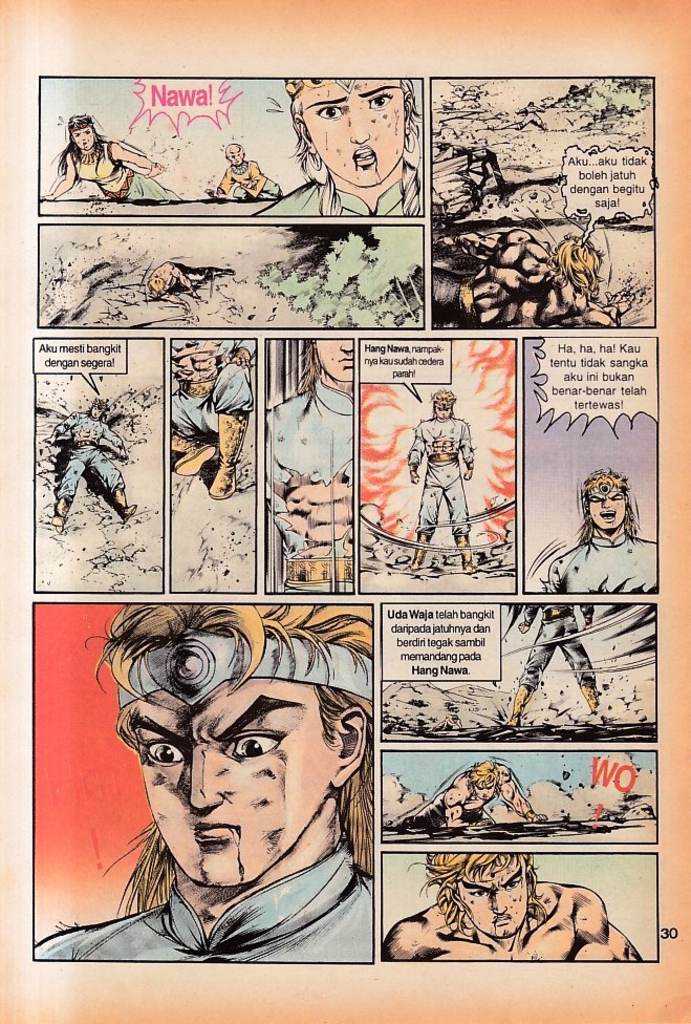 Nawa!
Aku...aku tidak
boleh jatuh
dengan begitu
saja!
Aku mesti bangkit
dengan segera!
Hang Nawa, nampak-
nya kau sudah cedera
parah!
Ha, ha, ha! Kau
tentu tidak sangka
aku ini bukan
benar-benar telah
tertewas!
Uda Waja telah bangkit
daripada jatuhnya dan
berdiri tegak sambil
memandang pada
Hang Nawa.
WO
!
!
30